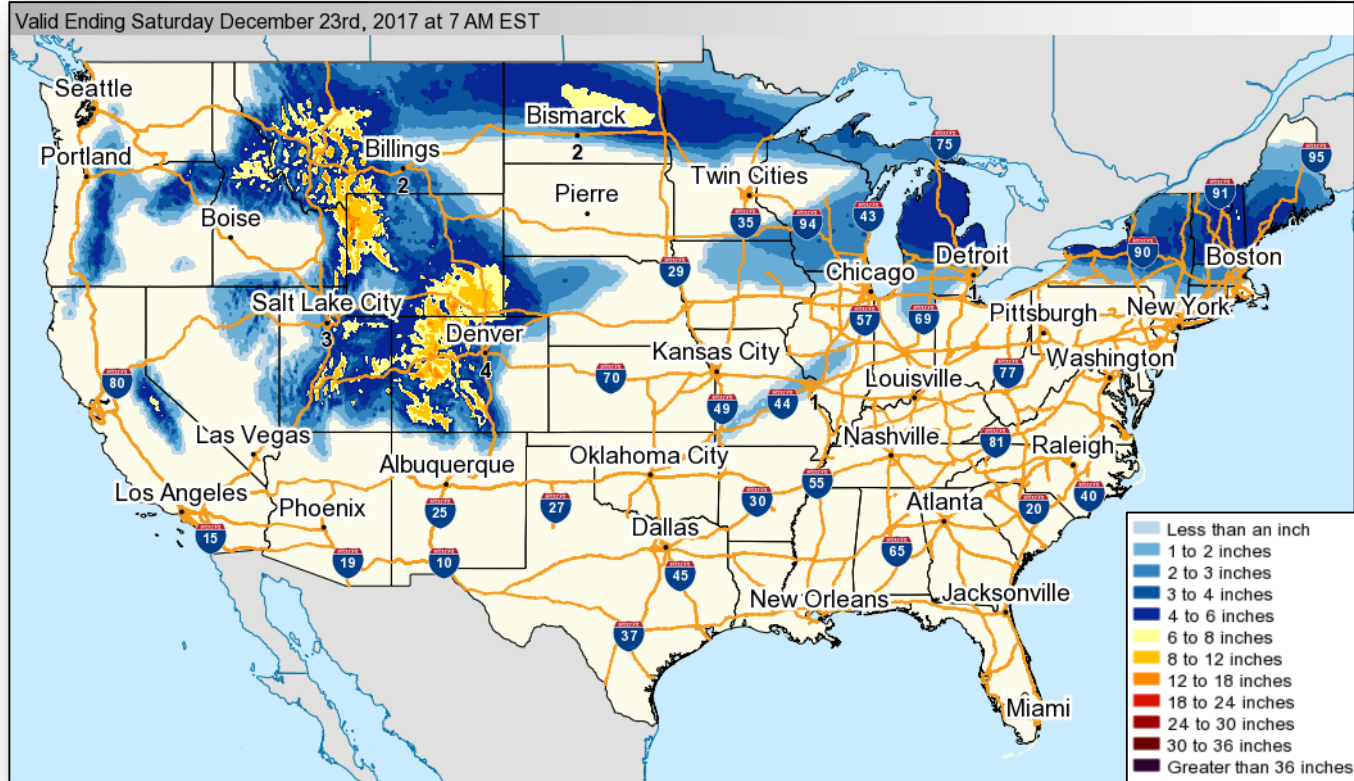 Valid Ending Saturday December 23rd, 2017 at 7 AM EST
Seattle
Portland
Billings
2
Bismarck
2
Boise
Pierre
Twin Cities
75
95
91
35
94
43
90
Boston
29
Chicago
Detroit
1
New York
Salt Lake City
3
Denver
4
57
69
Pittsburgh
80
70
Kansas City
49
44
1
Louisville
77
Washington
Las Vegas
Albuquerque
Oklahoma City
Nashville
81
Raleigh
Los Angeles
15
Phoenix
19
25
10
27
30
55
Dallas
45
Atlanta
65
20
40
New Orleans
Jacksonville
37
Miami
Less than an inch
1 to 2 inches
2 to 3 inches
3 to 4 inches
4 to 6 inches
6 to 8 inches
8 to 12 inches
12 to 18 inches
18 to 24 inches
24 to 30 inches
30 to 36 inches
Greater than 36 inches